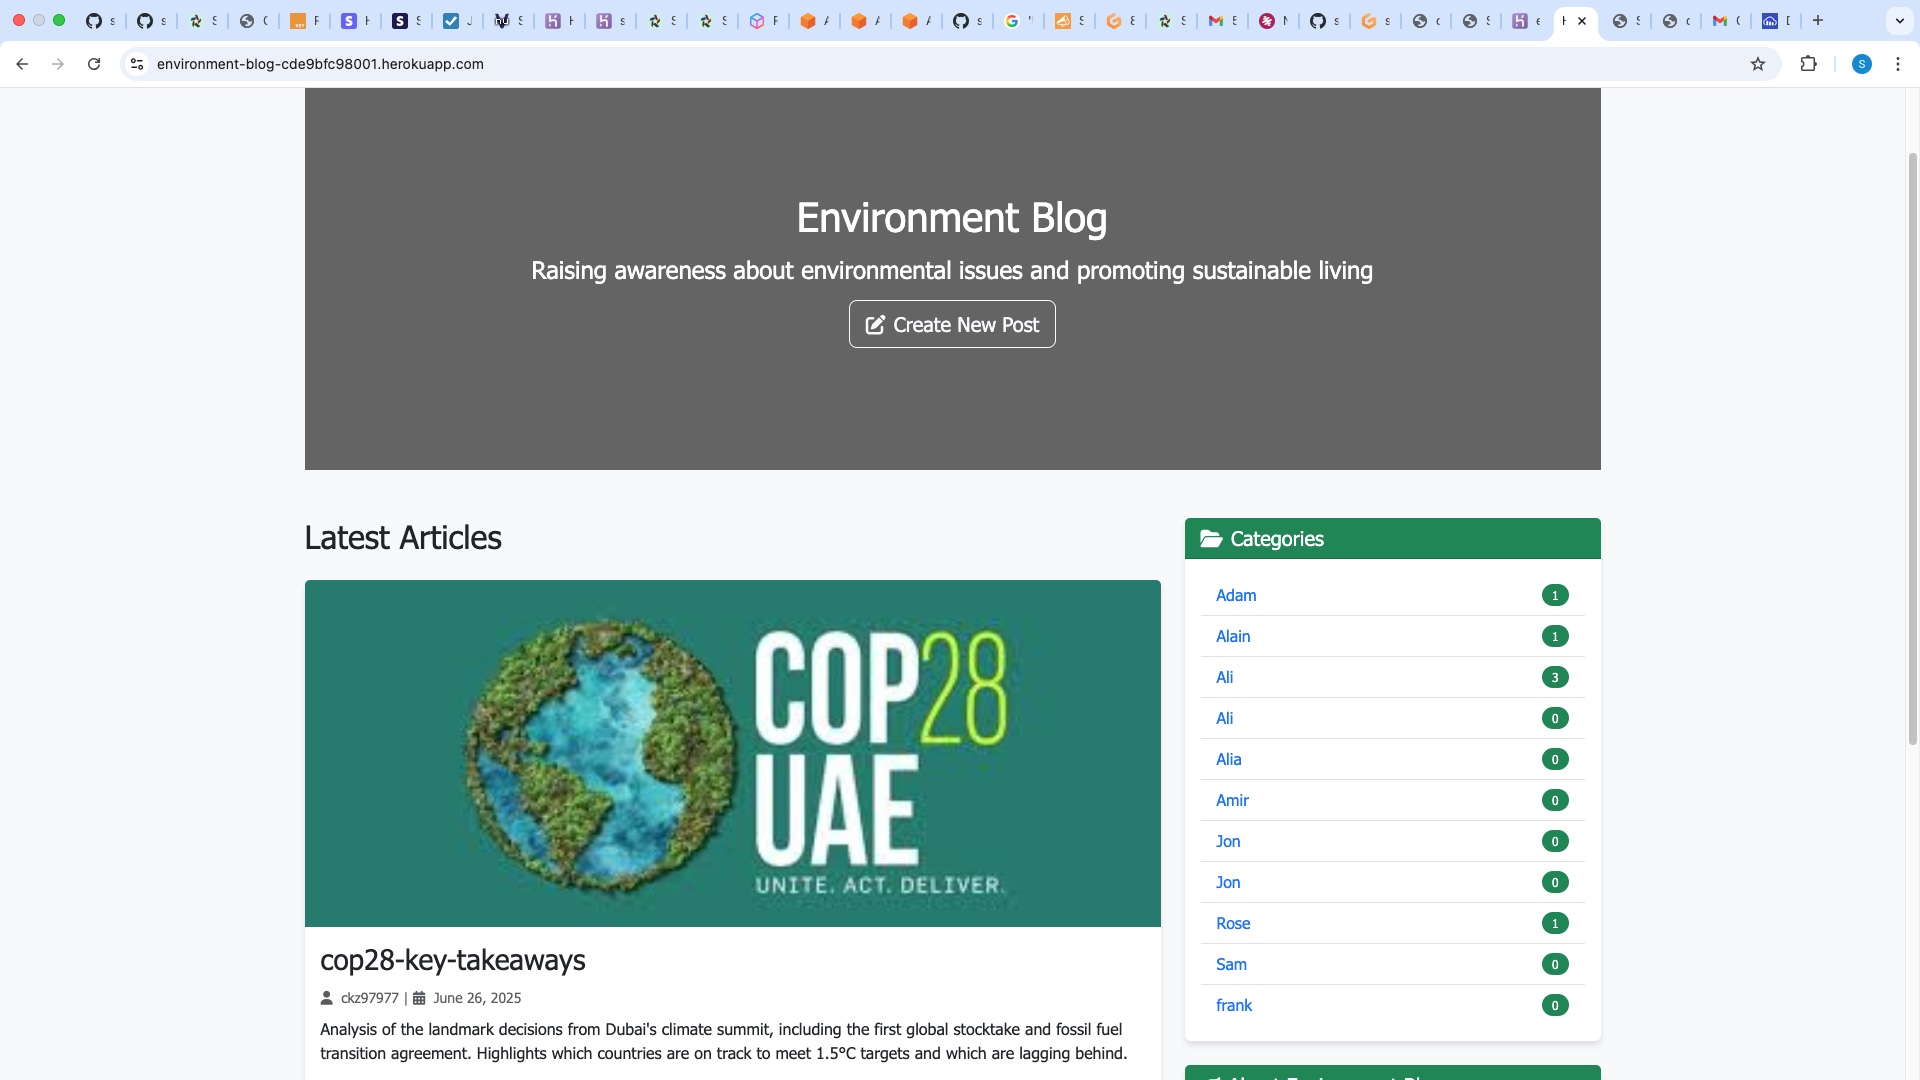 environment-blog-cde9bfc98001.herokuapp.com
S
Environment Blog
Raising awareness about environmental issues and promoting sustainable living
Create New Post
Latest Articles
COP28
UAE
UNITE. ACT. DELIVER.
cop28-key-takeaways
ckz97977 | June 26, 2025
Analysis of the landmark decisions from Dubai's climate summit, including the first global stocktake and fossil fuel
transition agreement. Highlights which countries are on track to meet 1.5°C targets and which are lagging behind.
Categories
Adam 1
Alain 1
Ali 3
Ali 0
Alia 0
Amir 0
Jon 0
Jon 0
Rose 1
Sam 0
frank 0